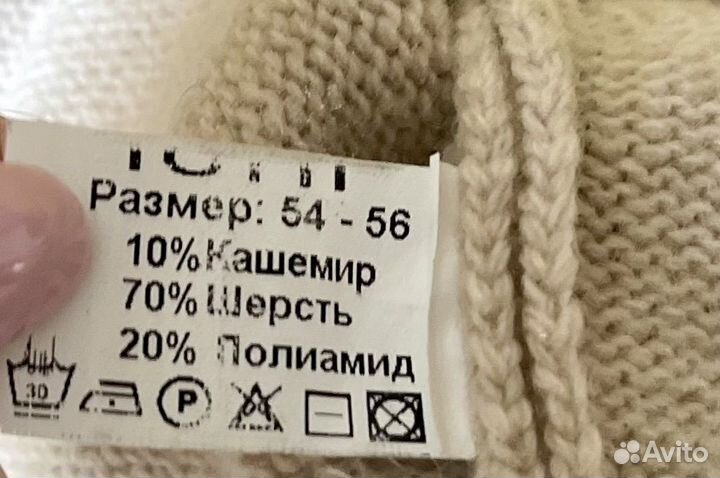 Размер: 54 - 56
10% Кашемир
70% Шерсть
20% Полиамид
30
P
Avito